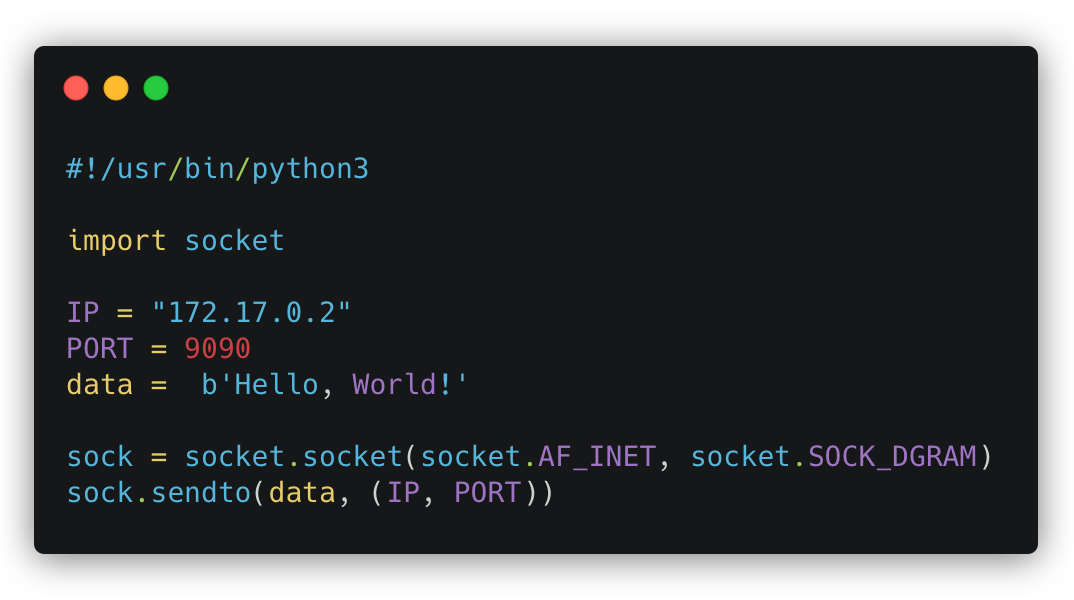 #!/usr/bin/python3
import socket
IP = "172.17.0.2"
PORT = 9090
data =  b'Hello, World!'
sock = socket.socket(socket.AF_INET, socket.SOCK_DGRAM)
sock.sendto(data, (IP, PORT))